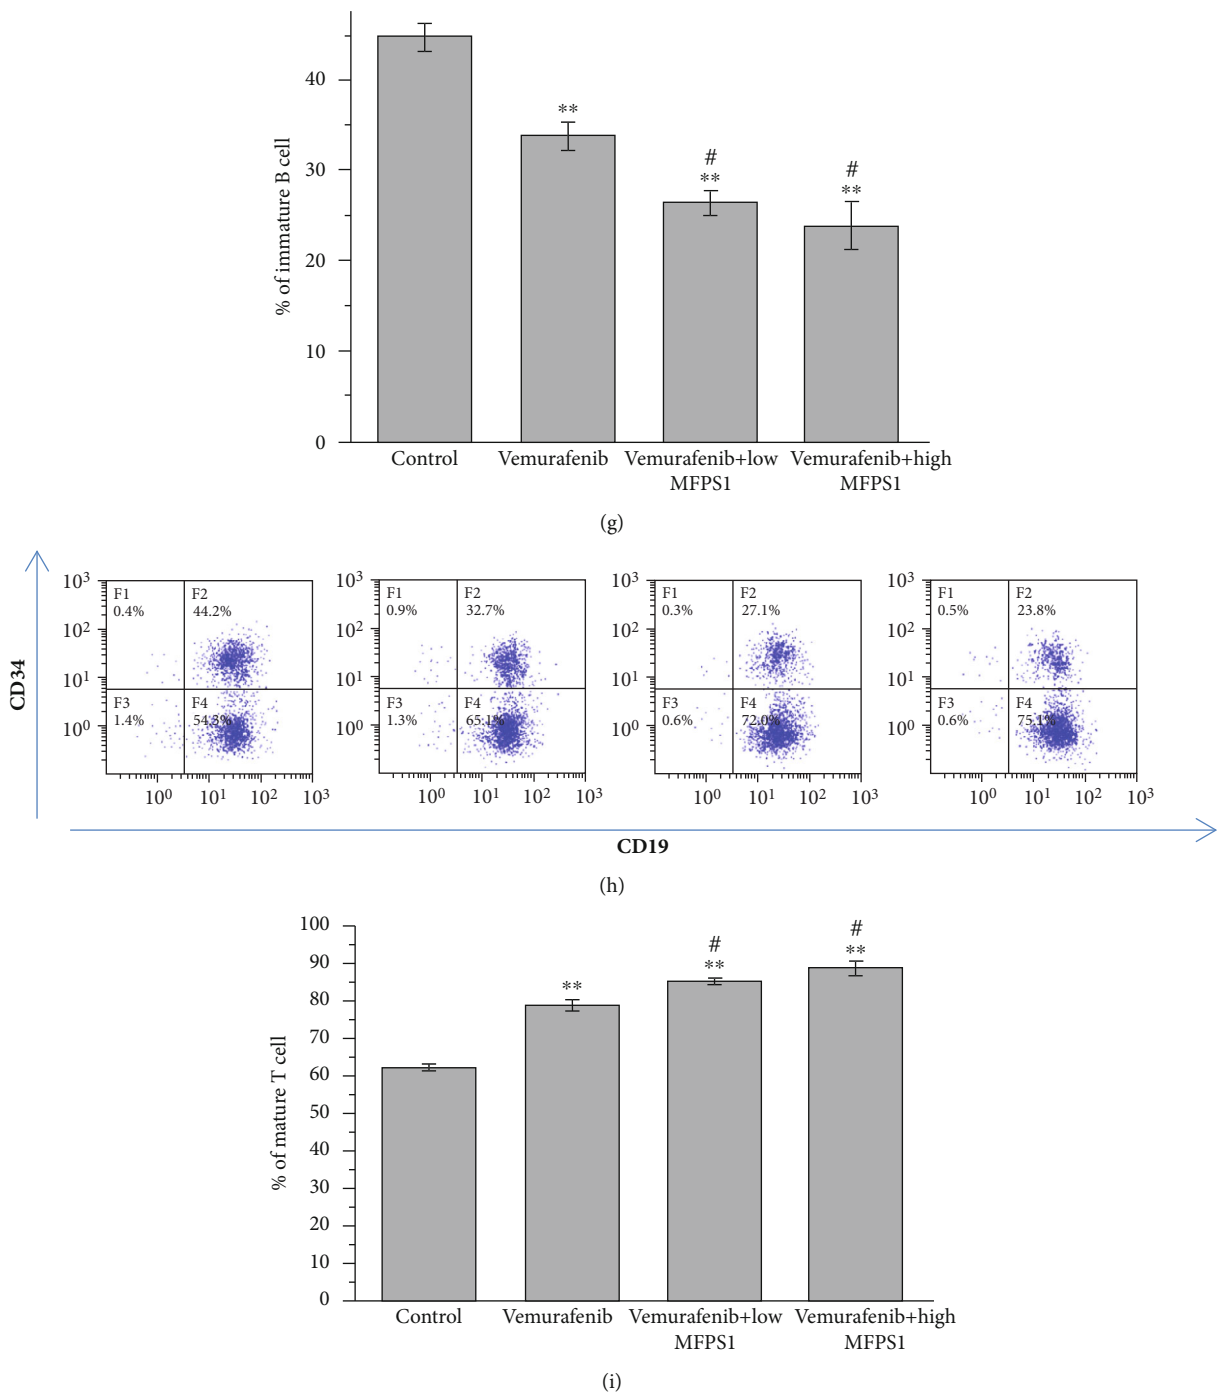 % of immature B cell
40
30
20
10
0
**
#
**
#
**
Control
Vemurafenib
Vemurafenib+low
MFPS1
Vemurafenib+high
MFPS1
(g)
CD34
10³
10²
10¹
10⁰
F1
0.4%
F2
44.2%
F3
1.4%
F4
54.3%
10⁰ 10¹ 10² 10³
10³
10²
10¹
10⁰
F1
0.9%
F2
32.7%
F3
1.3%
F4
65.1%
10⁰ 10¹ 10² 10³
10³
10²
10¹
10⁰
F1
0.3%
F2
27.1%
F3
0.6%
F4
72.0%
10⁰ 10¹ 10² 10³
10³
10²
10¹
10⁰
F1
0.5%
F2
23.8%
F3
0.6%
F4
75.1%
10⁰ 10¹ 10² 10³
CD19
(h)
% of mature T cell
100
90
80
70
60
50
40
30
20
10
0
**
#
**
#
**
Control
Vemurafenib
Vemurafenib+low
MFPS1
Vemurafenib+high
MFPS1
(i)